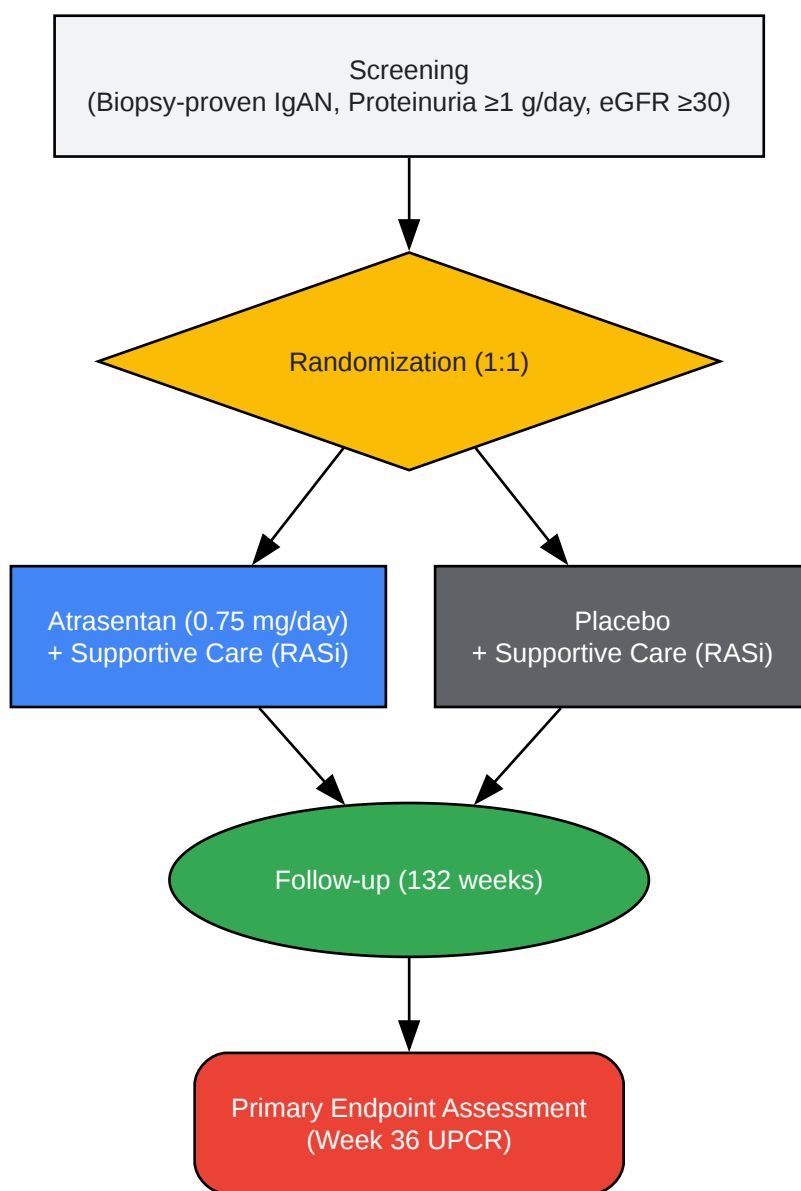 Screening
(Biopsy-proven IgAN, Proteinuria ≥1 g/day, eGFR ≥30)
Randomization (1:1)
Atrasentan (0.75 mg/day)
+ Supportive Care (RASi)
Placebo
+ Supportive Care (RASi)
Follow-up (132 weeks)
Primary Endpoint Assessment
(Week 36 UPCR)